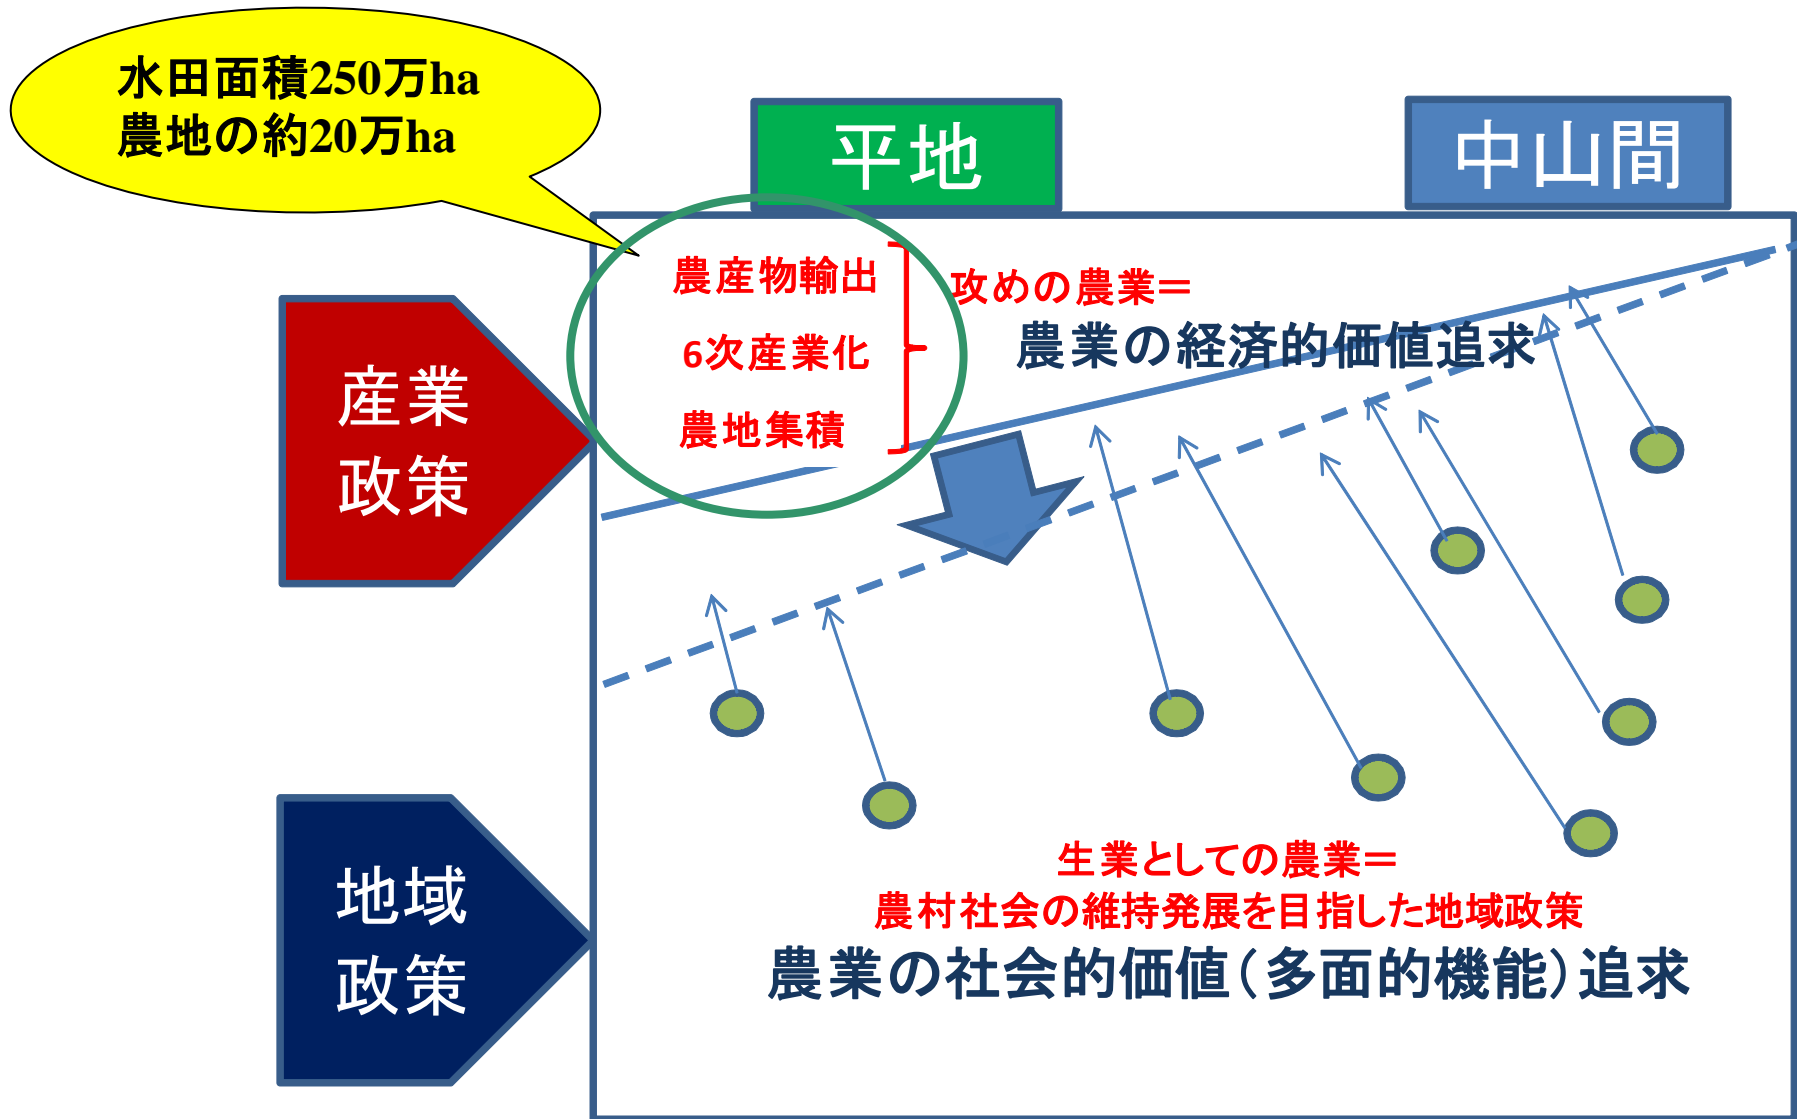 水田面積250万ha
農地の約20万ha
平地
中山間
農産物輸出
6次産業化
農地集積
攻めの農業＝
農業の経済的価値追求
産業
政策
地域
政策
生業としての農業＝
農村社会の維持発展を目指した地域政策
農業の社会的価値（多面的機能）追求